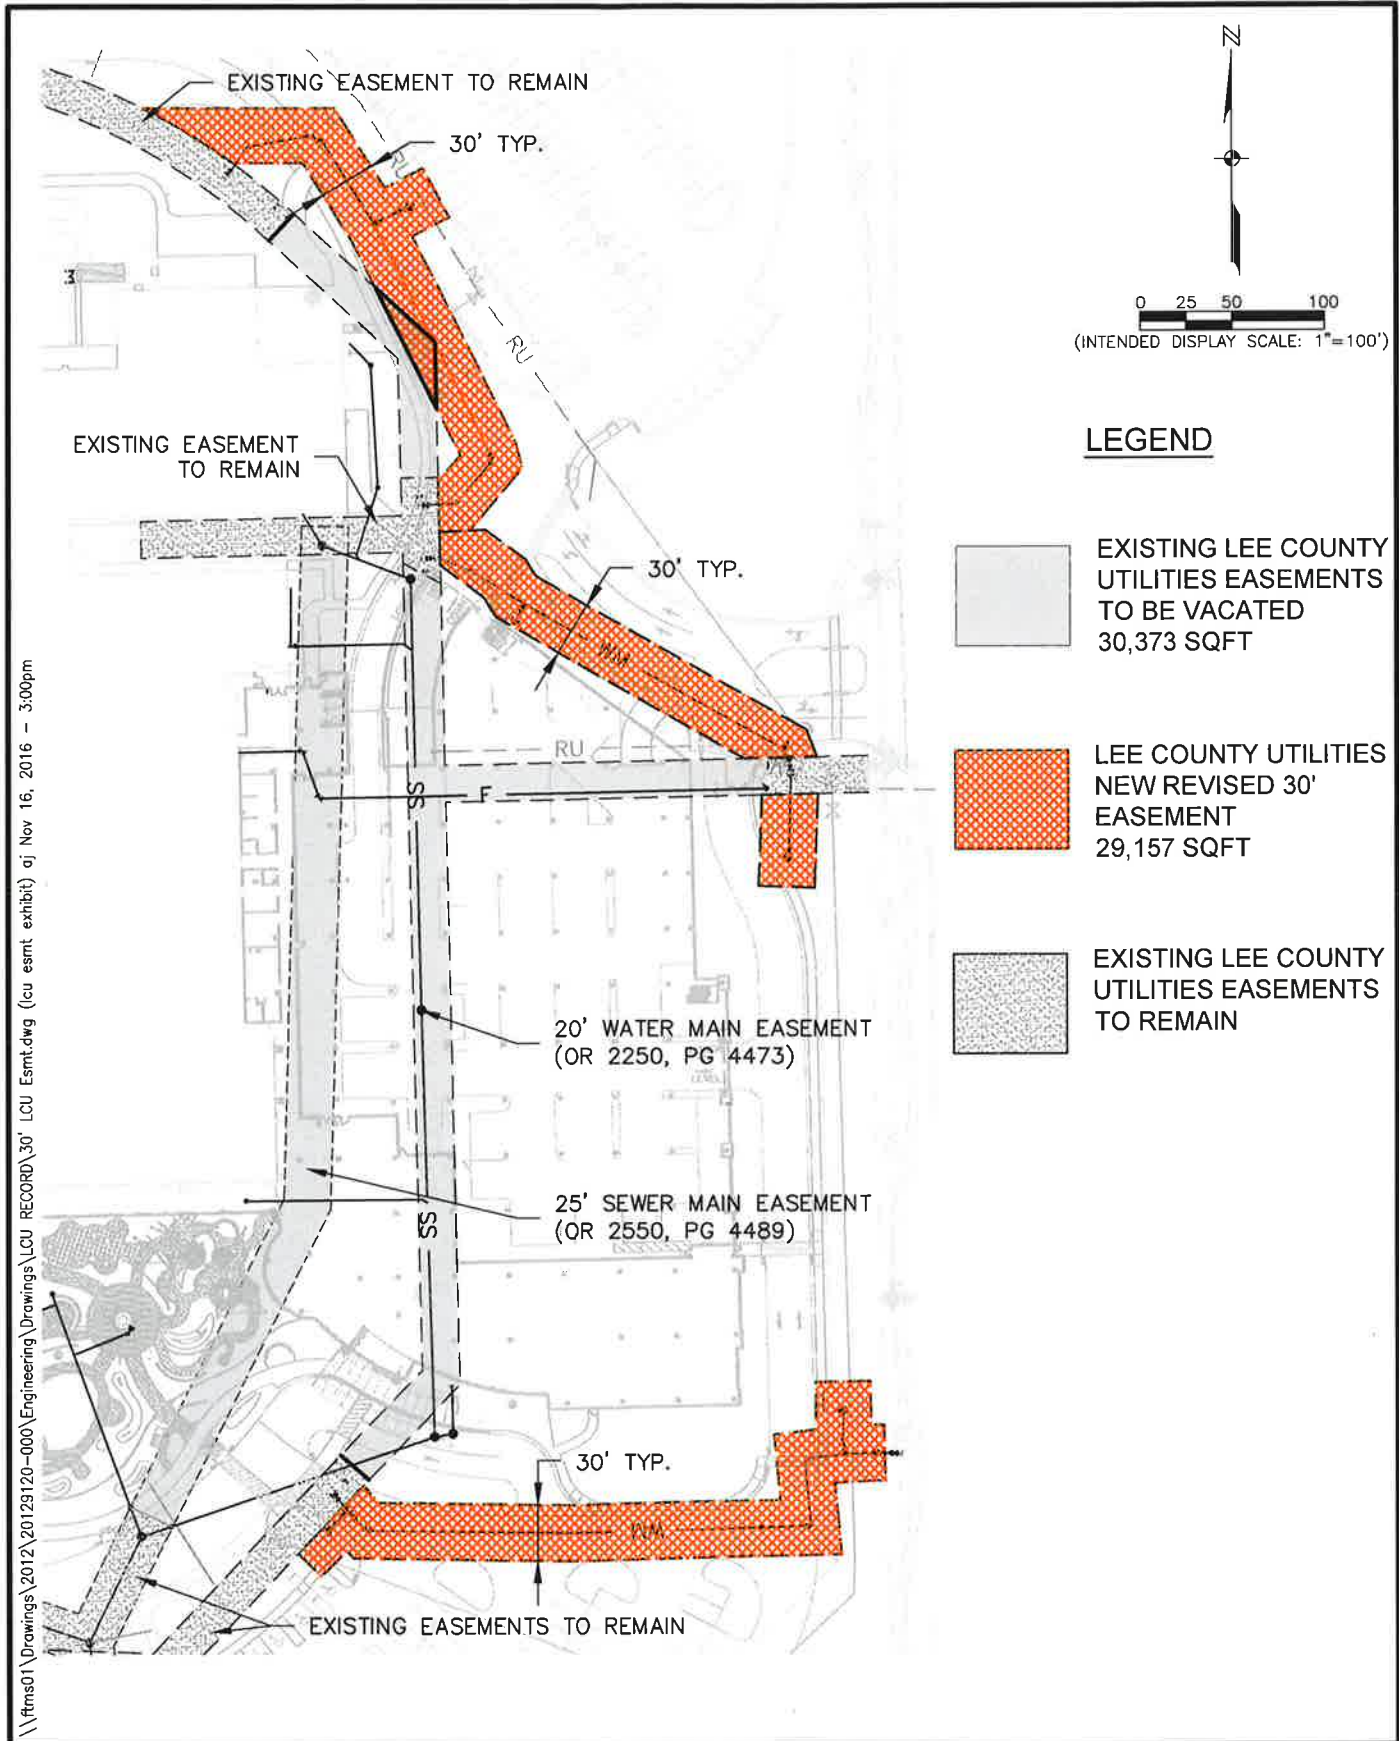 EXISTING EASEMENT TO REMAIN
30' TYP.
RU
N
0 25 50 100
(INTENDED DISPLAY SCALE: 1"=100')
RU
3
EXISTING EASEMENT
TO REMAIN
LEGEND
30' TYP.
WM
EXISTING LEE COUNTY
UTILITIES EASEMENTS
TO BE VACATED
30,373 SQFT
RU
SS
F
LEE COUNTY UTILITIES
NEW REVISED 30'
EASEMENT
29,157 SQFT
EXISTING LEE COUNTY
UTILITIES EASEMENTS
TO REMAIN
20' WATER MAIN EASEMENT
(OR 2250, PG 4473)
25' SEWER MAIN EASEMENT
(OR 2550, PG 4489)
SS
30' TYP.
WM
EXISTING EASEMENTS TO REMAIN
\\ftms01\Drawings\2012\20129120-000\Engineering\Drawings\LCU RECORD\30' LCU Esmt.dwg (lcu esmt exhibit) aj Nov 16, 2016 - 3:00pm